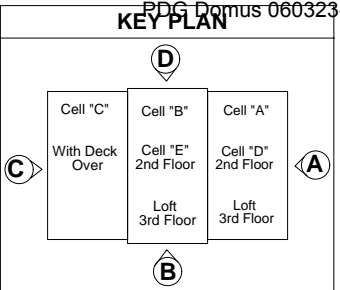 PDG Domus 060323
KEY PLAN
D
Cell "C"
With Deck
Over
Cell "B"
Cell "E"
2nd Floor
Loft
3rd Floor
Cell "A"
Cell "D"
2nd Floor
Loft
3rd Floor
C
A
B